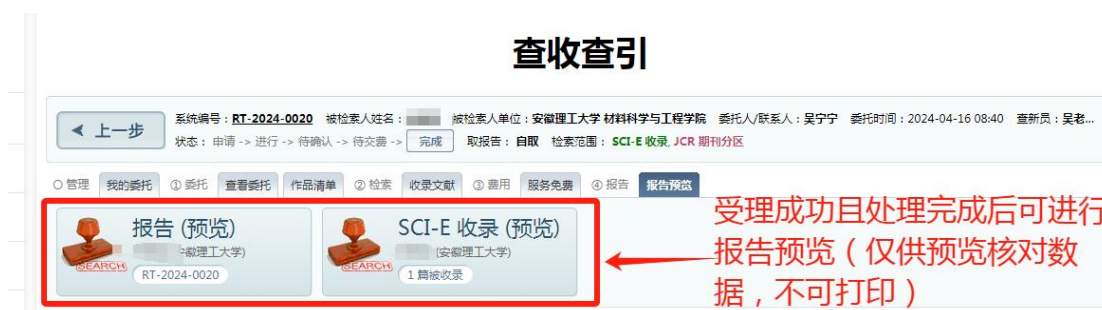 查收查引
上一步
系统编号：RT-2024-0020 被检索人姓名： 被检索人单位：安徽理工大学 材料科学与工程学院 委托人/联系人：吴宁宁 委托时间：2024-04-16 08:40 查新员：吴老...
状态： 申请 -> 进行 -> 待确认 -> 待交费 -> 完成 取报告： 自取 检索范围： SCI-E 收录, JCR 期刊分区
管理 我的委托 ① 委托 查看委托 作品清单 ② 检索 收录文献 ③ 费用 服务免费 ④ 报告 报告预览
报告 (预览)
安徽理工大学)
RT-2024-0020
SEARCH
SCI-E 收录 (预览)
(安徽理工大学)
1 篇被收录
SEARCH
受理成功且处理完成后可进行
报告预览（仅供预览核对数
据，不可打印）